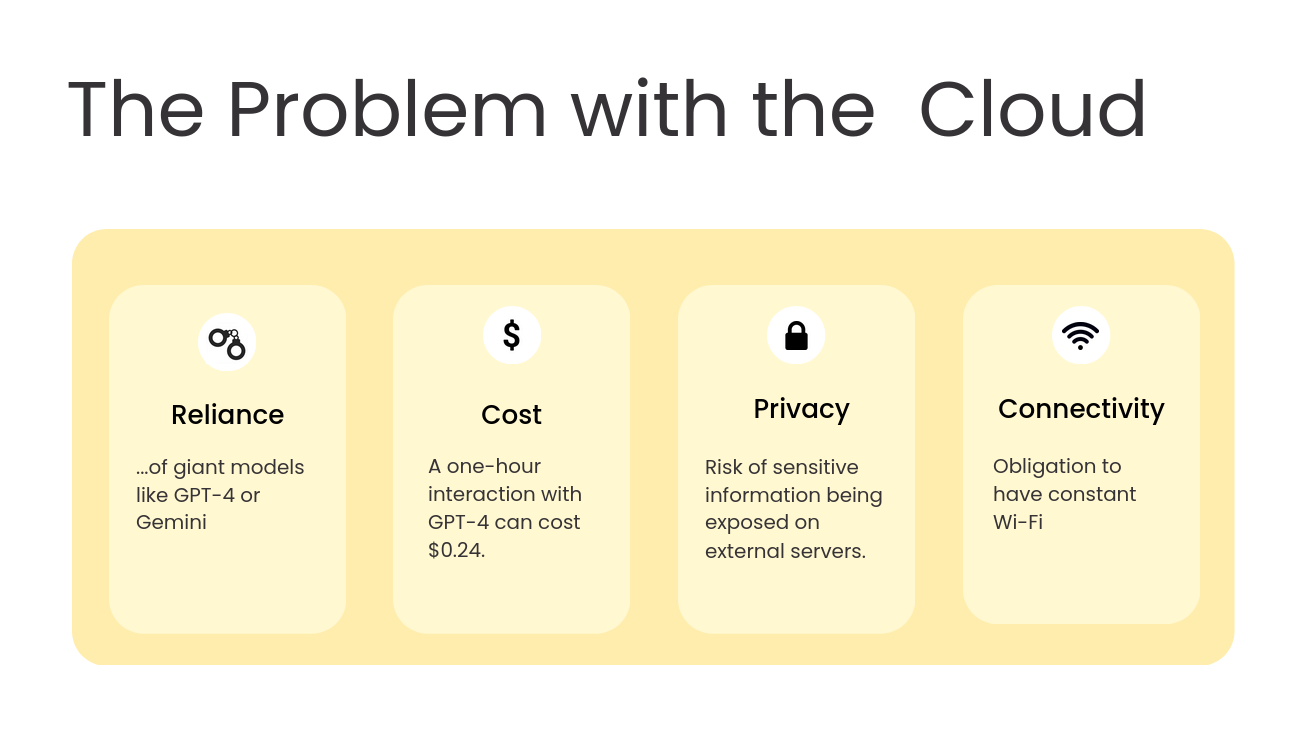 The Problem with the  Cloud
Reliance
...of giant models
like GPT-4 or
Gemini
$
Cost
A one-hour
interaction with
GPT-4 can cost
$0.24.
Privacy
Risk of sensitive
information being
exposed on
external servers.
Connectivity
Obligation to
have constant
Wi-Fi